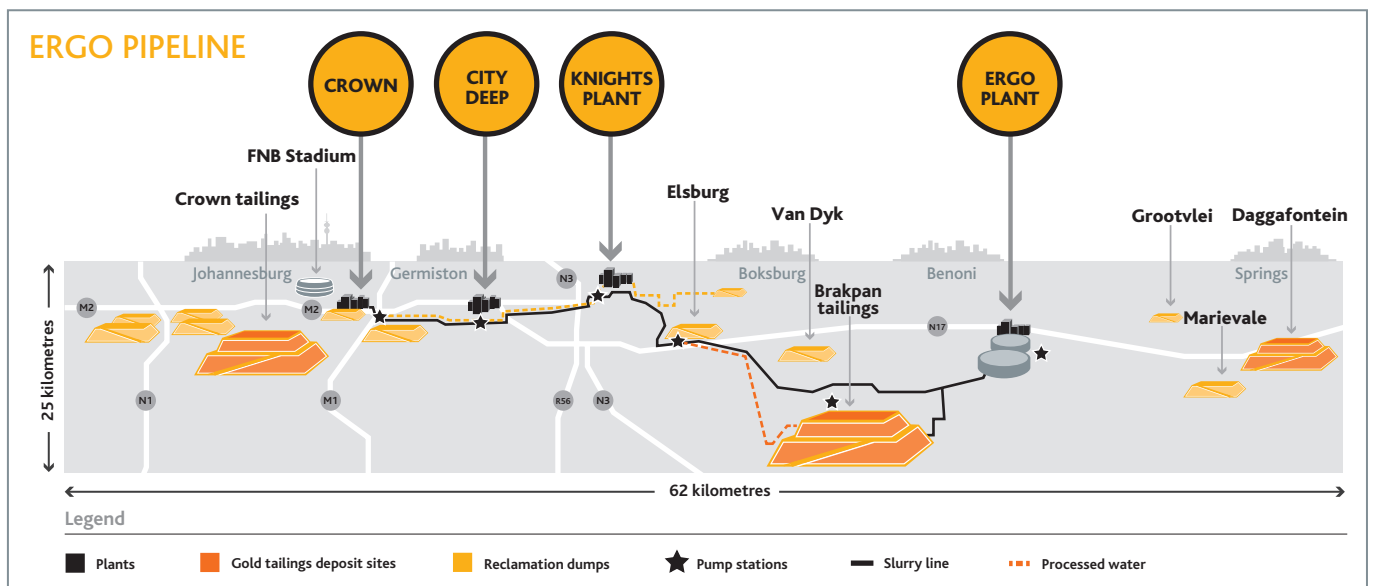 ERGO PIPELINE
CROWN
CITY
DEEP
KNIGHTS
PLANT
ERGO
PLANT
FNB Stadium
Crown tailings
Elsburg
Van Dyk
Grootvlei
Daggafontein
Johannesburg
Germiston
N3
Boksburg
Benoni
Springs
M2
M2
Brakpan
tailings
N17
Marievale
25 kilometres
N1
M1
R56
N3
62 kilometres
Legend
Plants
Gold tailings deposit sites
Reclamation dumps
Pump stations
Slurry line
Processed water